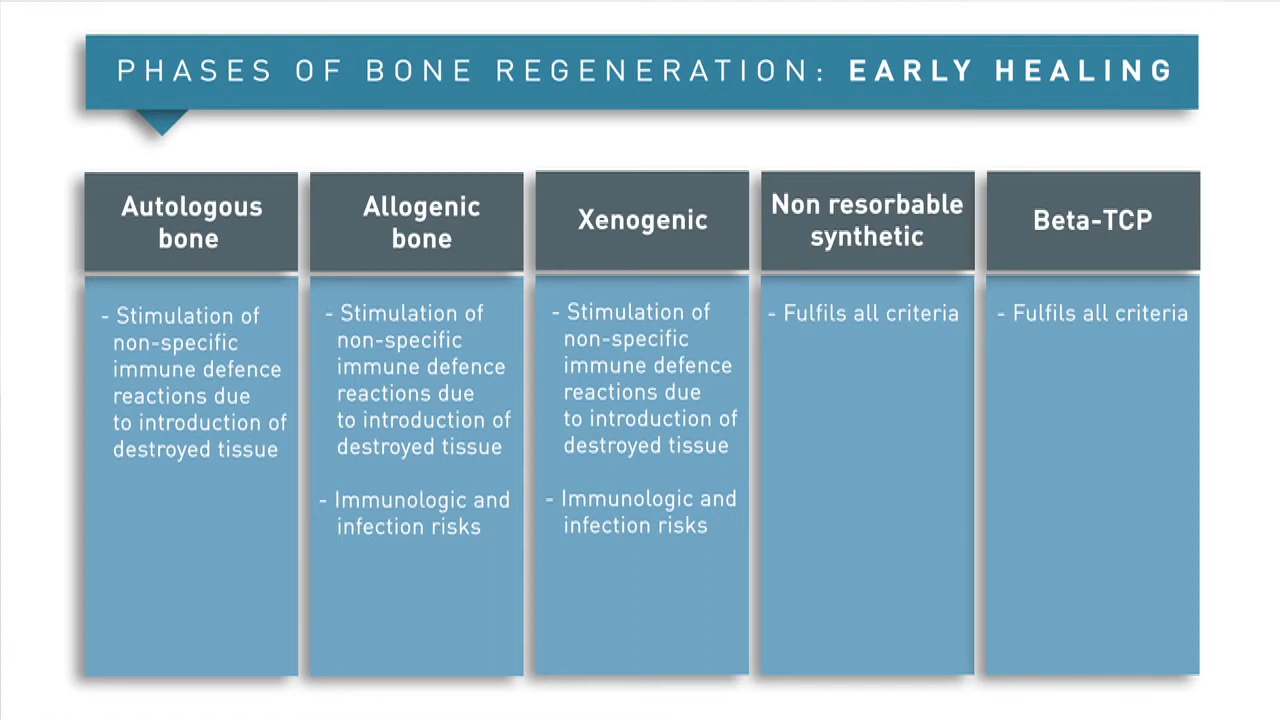 PHASES OF BONE REGENERATION: EARLY HEALING
Autologous
bone
- Stimulation of
non-specific
immune defence
reactions due
to introduction of
destroyed tissue
Allogenic
bone
- Stimulation of
non-specific
immune defence
reactions due
to introduction of
destroyed tissue
- Immunologic and
infection risks
Xenogenic
- Stimulation of
non-specific
immune defence
reactions due
to introduction of
destroyed tissue
- Immunologic and
infection risks
Non resorbable
synthetic
- Fulfils all criteria
Beta-TCP
- Fulfils all criteria